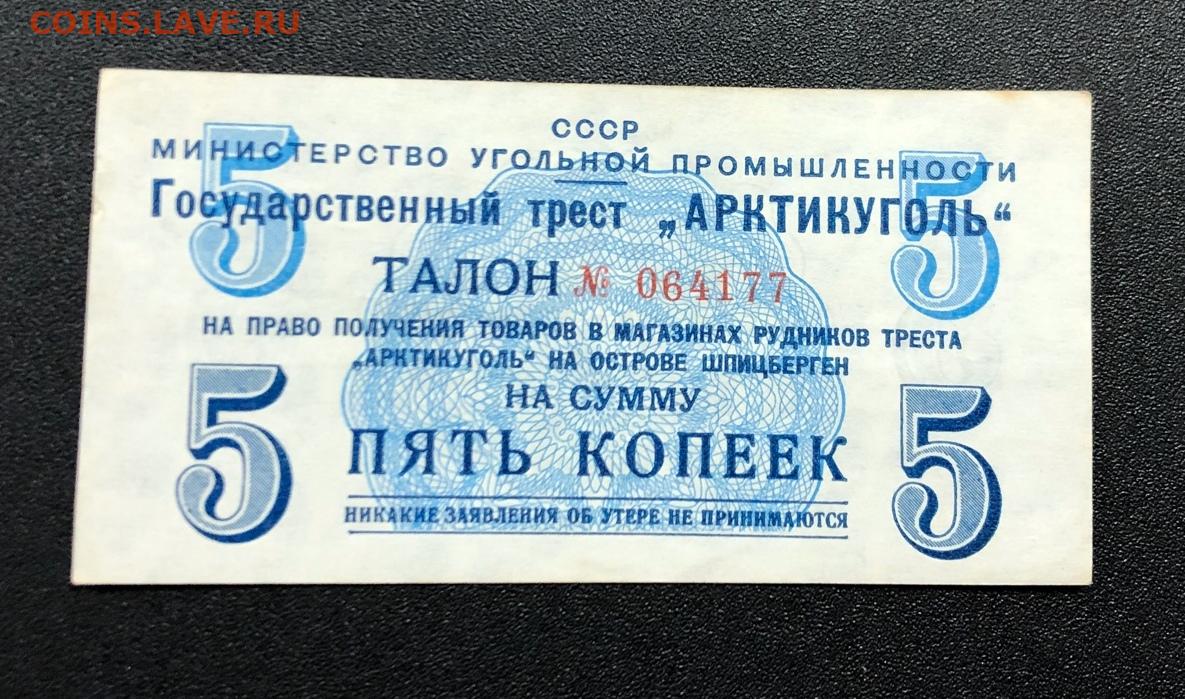 COINS.LAVE.RU
СССР
МИНИСТЕРСТВО УГОЛЬНОЙ ПРОМЫШЛЕННОСТИ
Государственный трест „АРКТИКУГОЛЬ“
ТАЛОН № 064177
НА ПРАВО ПОЛУЧЕНИЯ ТОВАРОВ В МАГАЗИНАХ РУДНИКОВ ТРЕСТА
„АРКТИКУГОЛЬ“ НА ОСТРОВЕ ШПИЦБЕРГЕН
НА СУММУ
ПЯТЬ КОПЕЕК
НИКАКИЕ ЗАЯВЛЕНИЯ ОБ УТЕРЕ НЕ ПРИНИМАЮТСЯ
5 5
5 5